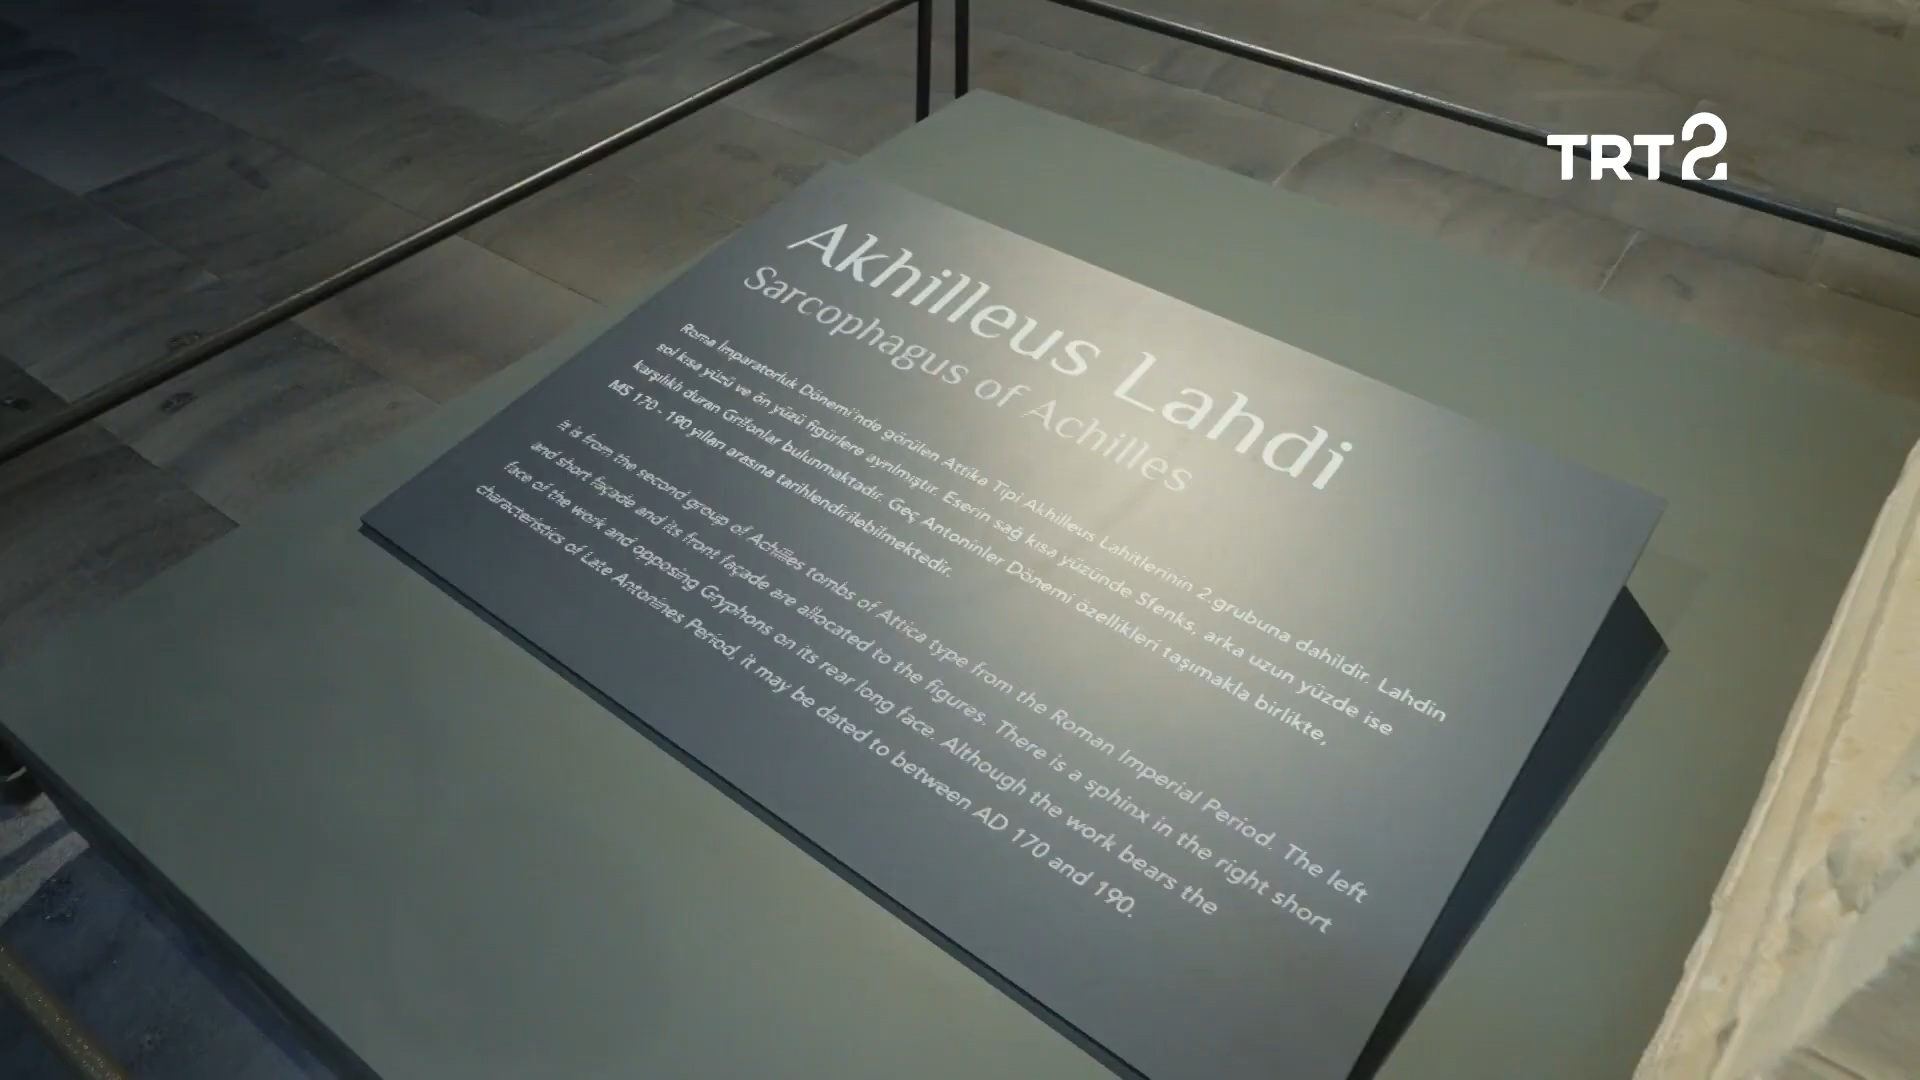 TRT2
Akhilleus Lahdi
Sarcophagus of Achilles
Roma İmparatorluk Dönemi'nde görülen Attika Tipi Akhilleus Lahitlerinin 2.grubuna dahildir. Lahdin
sol kısa yüzü ve ön yüzü figürlere ayrılmıştır. Eserin sağ kısa yüzünde Sfenks, arka uzun yüzde ise
karşılıklı duran Grifonlar bulunmaktadır. Geç Antoninler Dönemi özellikleri taşımakla birlikte,
MS 170 - 190 yılları arasına tarihlendirilebilmektedir.
It is from the second group of Achilles tombs of Attica type from the Roman Imperial Period. The left
and short façade and its front façade are allocated to the figures. There is a sphinx in the right short
face of the work and opposing Gryphons on its rear long face. Although the work bears the
characteristics of Late Antonines Period, it may be dated to between AD 170 and 190.